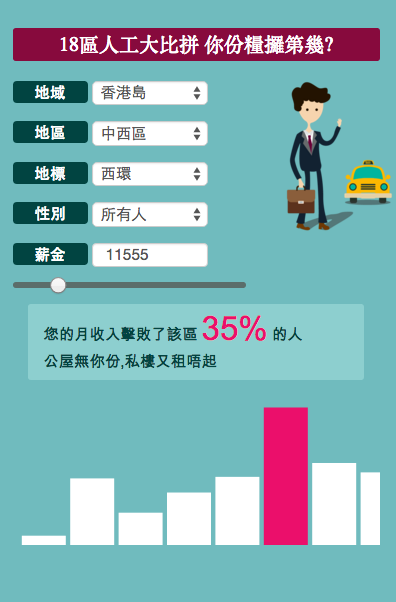 18區人工大比拼 你份糧攞第幾?
地域 香港島
地區 中西區
地標 西環
性別 所有人
薪金 11555
您的月收入擊敗了該區35% 的人
公屋無你份,私樓又租唔起